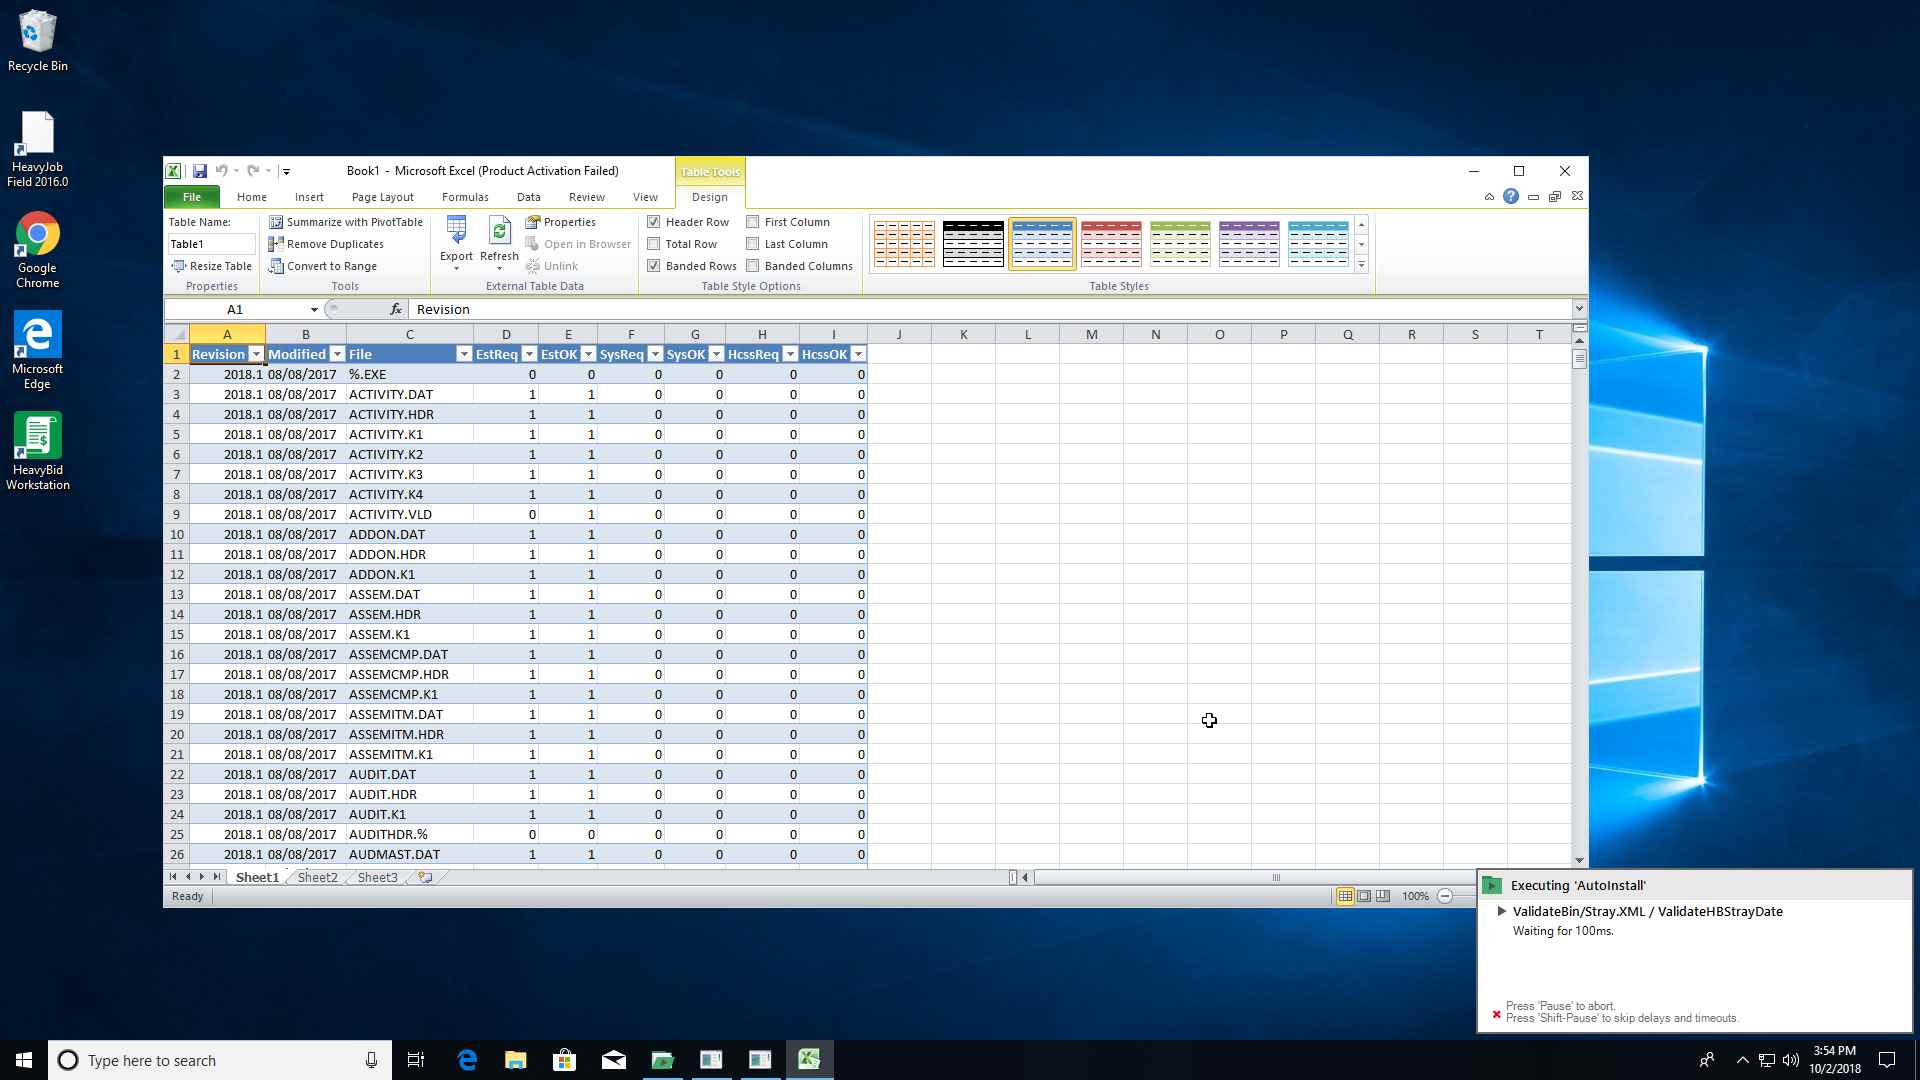 Recycle Bin
HeavyJob
Field 2016.0
Google
Chrome
Microsoft
Edge
HeavyBid
Workstation
Book1 - Microsoft Excel (Product Activation Failed)
Table Tools
File Home Insert Page Layout Formulas Data Review View Design
Table Name:
Table1
Resize Table
Properties
Summarize with PivotTable
Remove Duplicates
Convert to Range
Tools
Export
Refresh
Properties
Open in Browser
Unlink
External Table Data
Header Row
Total Row
Banded Rows
First Column
Last Column
Banded Columns
Table Style Options
Table Styles
A1 fx Revision
A B C D E F G H I J K L M N O P Q R S T
1 Revision Modified File EstReq EstOK SysReq SysOK HcssReq HcssOK
2 2018.1 08/08/2017 %.EXE 0 0 0 0 0 0
3 2018.1 08/08/2017 ACTIVITY.DAT 1 1 0 0 0 0
4 2018.1 08/08/2017 ACTIVITY.HDR 1 1 0 0 0 0
5 2018.1 08/08/2017 ACTIVITY.K1 1 1 0 0 0 0
6 2018.1 08/08/2017 ACTIVITY.K2 1 1 0 0 0 0
7 2018.1 08/08/2017 ACTIVITY.K3 1 1 0 0 0 0
8 2018.1 08/08/2017 ACTIVITY.K4 1 1 0 0 0 0
9 2018.1 08/08/2017 ACTIVITY.VLD 0 1 0 0 0 0
10 2018.1 08/08/2017 ADDON.DAT 1 1 0 0 0 0
11 2018.1 08/08/2017 ADDON.HDR 1 1 0 0 0 0
12 2018.1 08/08/2017 ADDON.K1 1 1 0 0 0 0
13 2018.1 08/08/2017 ASSEM.DAT 1 1 0 0 0 0
14 2018.1 08/08/2017 ASSEM.HDR 1 1 0 0 0 0
15 2018.1 08/08/2017 ASSEM.K1 1 1 0 0 0 0
16 2018.1 08/08/2017 ASSEMCMP.DAT 1 1 0 0 0 0
17 2018.1 08/08/2017 ASSEMCMP.HDR 1 1 0 0 0 0
18 2018.1 08/08/2017 ASSEMCMP.K1 1 1 0 0 0 0
19 2018.1 08/08/2017 ASSEMITM.DAT 1 1 0 0 0 0
20 2018.1 08/08/2017 ASSEMITM.HDR 1 1 0 0 0 0
21 2018.1 08/08/2017 ASSEMITM.K1 1 1 0 0 0 0
22 2018.1 08/08/2017 AUDIT.DAT 1 1 0 0 0 0
23 2018.1 08/08/2017 AUDIT.HDR 1 1 0 0 0 0
24 2018.1 08/08/2017 AUDIT.K1 1 1 0 0 0 0
25 2018.1 08/08/2017 AUDITHDR.% 0 0 0 0 0 0
26 2018.1 08/08/2017 AUDMAST.DAT 1 1 0 0 0 0
Sheet1 Sheet2 Sheet3
Ready 100%
Executing 'AutoInstall'
ValidateBin/Stray.XML / ValidateHBStrayDate
Waiting for 100ms.
Press 'Pause' to abort.
Press 'Shift-Pause' to skip delays and timeouts.
Type here to search
3:54 PM
10/2/2018